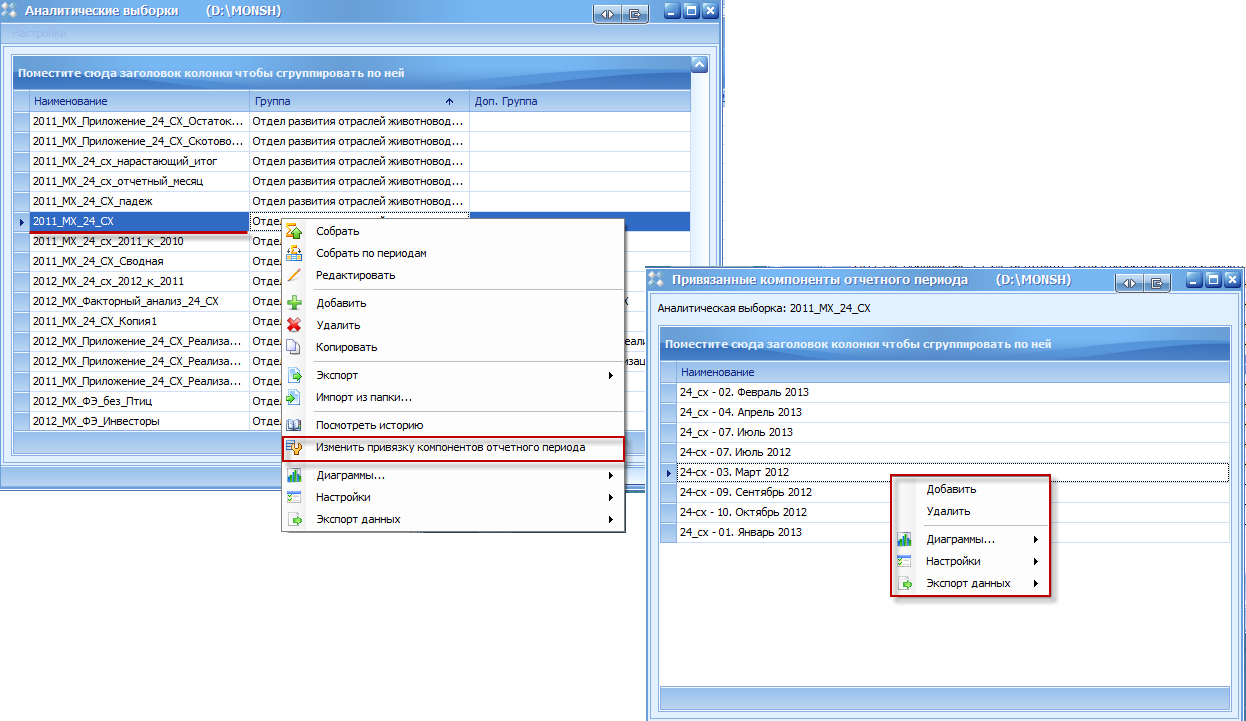 Аналитические выборки (D:\MONSH)
Настройки
Поместите сюда заголовок колонки чтобы сгруппировать по ней
Наименование Группа Доп. Группа
2011_МХ_Приложение_24_СХ_Остаток... Отдел развития отраслей животновод...
2011_МХ_Приложение_24_СХ_Скотово... Отдел развития отраслей животновод...
2011_МХ_24_сх_нарастающий_итог Отдел развития отраслей животновод...
2011_МХ_24_сх_отчетный_месяц Отдел развития отраслей животновод...
2011_МХ_24_СХ_падеж Отдел развития отраслей животновод...
2011_МХ_24_СХ
2011_МХ_24_сх_2011_к_2010
2011_МХ_24_СХ_Сводная
2012_МХ_24_сх_2012_к_2011
2012_МХ_Факторный_анализ_24_СХ
2011_МХ_24_СХ_Копия1
2012_МХ_Приложение_24_СХ_Реализа...
2012_МХ_Приложение_24_СХ_Реализа...
2011_МХ_Приложение_24_СХ_Реализа...
2012_МХ_ФЭ_без_Птиц
2012_МХ_ФЭ_Инвесторы
Собрать
Собрать по периодам
Редактировать
Добавить
Удалить
Копировать
Экспорт
Импорт из папки...
Посмотреть историю
Изменить привязку компонентов отчетного периода
Диаграммы...
Настройки
Экспорт данных
Привязанные компоненты отчетного периода (D:\MONSH)
Аналитическая выборка: 2011_МХ_24_СХ
Поместите сюда заголовок колонки чтобы сгруппировать по ней
Наименование
24_сх - 02. Февраль 2013
24_сх - 04. Апрель 2013
24_сх - 07. Июль 2013
24-сх - 07. Июль 2012
24-сх - 03. Март 2012
24-сх - 09. Сентябрь 2012
24-сх - 10. Октябрь 2012
24_сх - 01. Январь 2013
Добавить
Удалить
Диаграммы...
Настройки
Экспорт данных